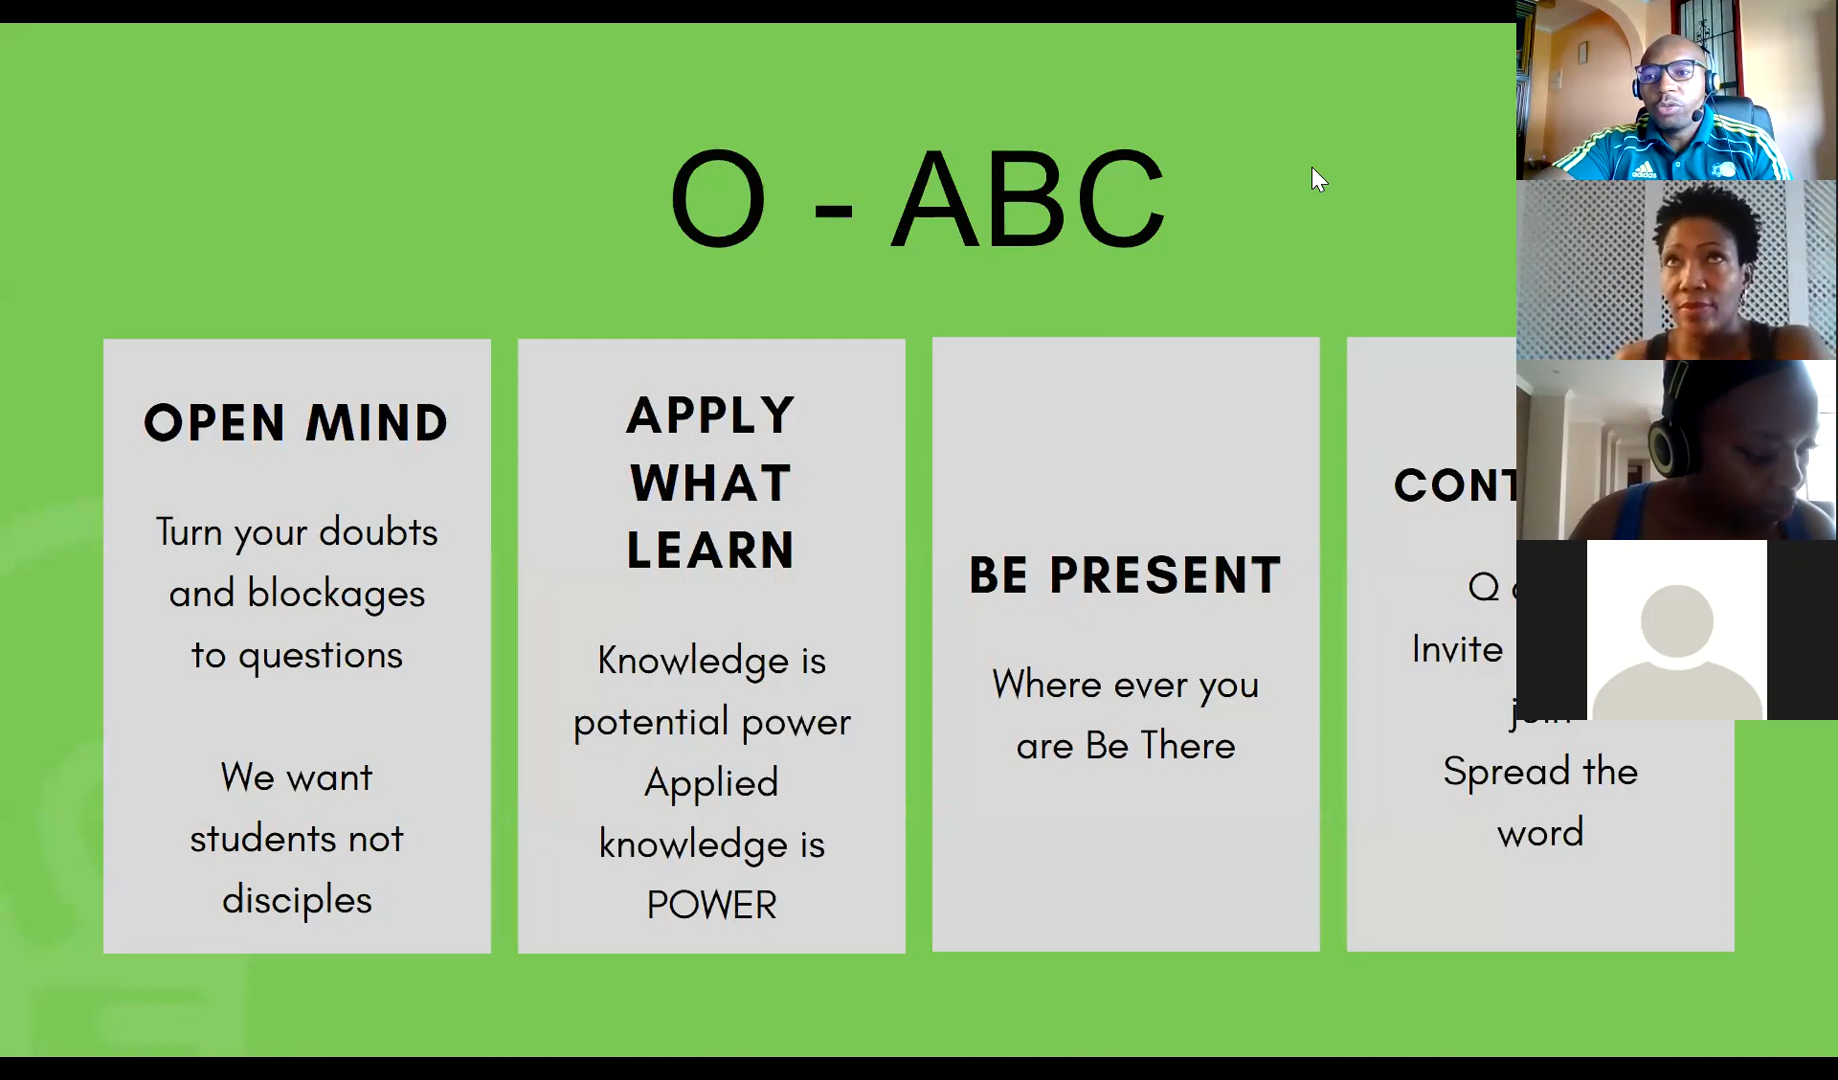 O - ABC
OPEN MIND
Turn your doubts
and blockages
to questions
We want
students not
disciples
APPLY
WHAT
LEARN
Knowledge is
potential power
Applied
knowledge is
POWER
BE PRESENT
Where ever you
are Be There
Q
Invite
join
Spread the
word
adidas